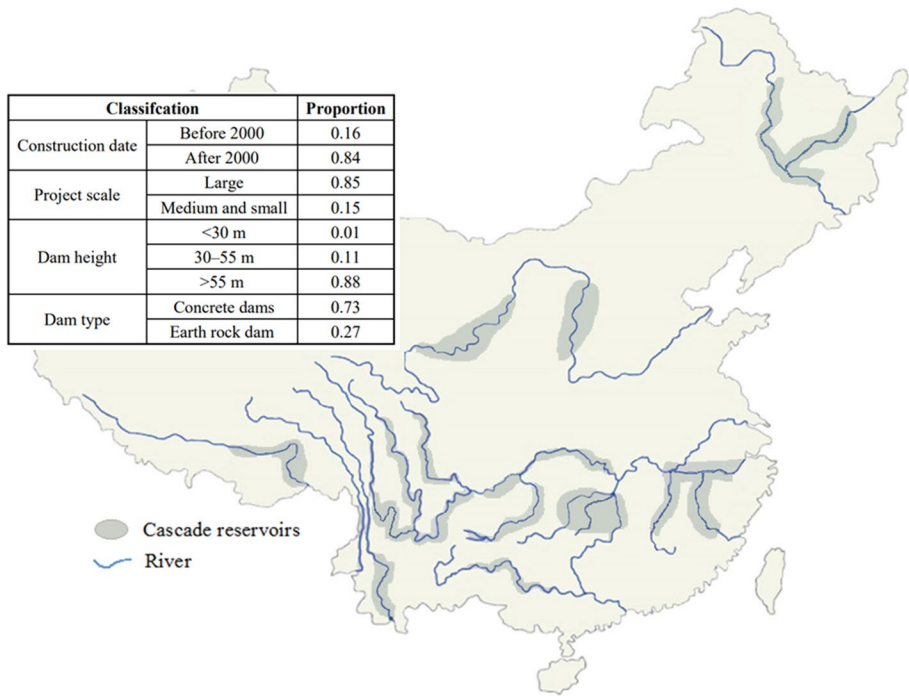 Classifcation Proportion
Construction date Before 2000 0.16
After 2000 0.84
Project scale Large 0.85
Medium and small 0.15
Dam height <30 m 0.01
30–55 m 0.11
>55 m 0.88
Dam type Concrete dams 0.73
Earth rock dam 0.27
Cascade reservoirs
River